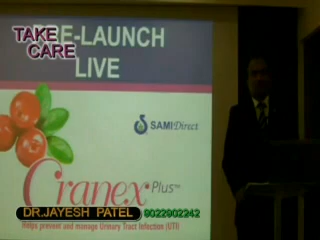 TAKE
CARE
E-LAUNCH
LIVE
SAMI Direct
Cranex Plus™
DR.JAYESH PATEL 9022902242
Helps prevent and manage Urinary Tract Infection (UTI)